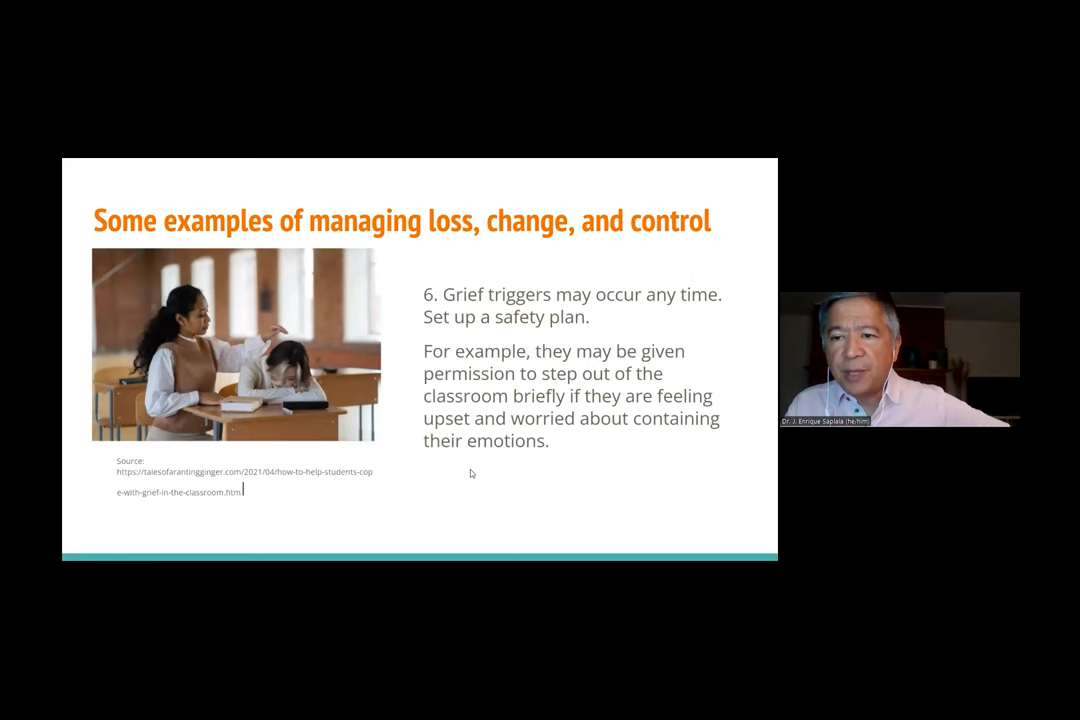 Some examples of managing loss, change, and control
6. Grief triggers may occur any time.
Set up a safety plan.
For example, they may be given
permission to step out of the
classroom briefly if they are feeling
upset and worried about containing
their emotions.
Source:
https://talesofarantingginger.com/2021/04/how-to-help-students-cop
e-with-grief-in-the-classroom.htm
Dr. J. Enrique Saplala (he/him)